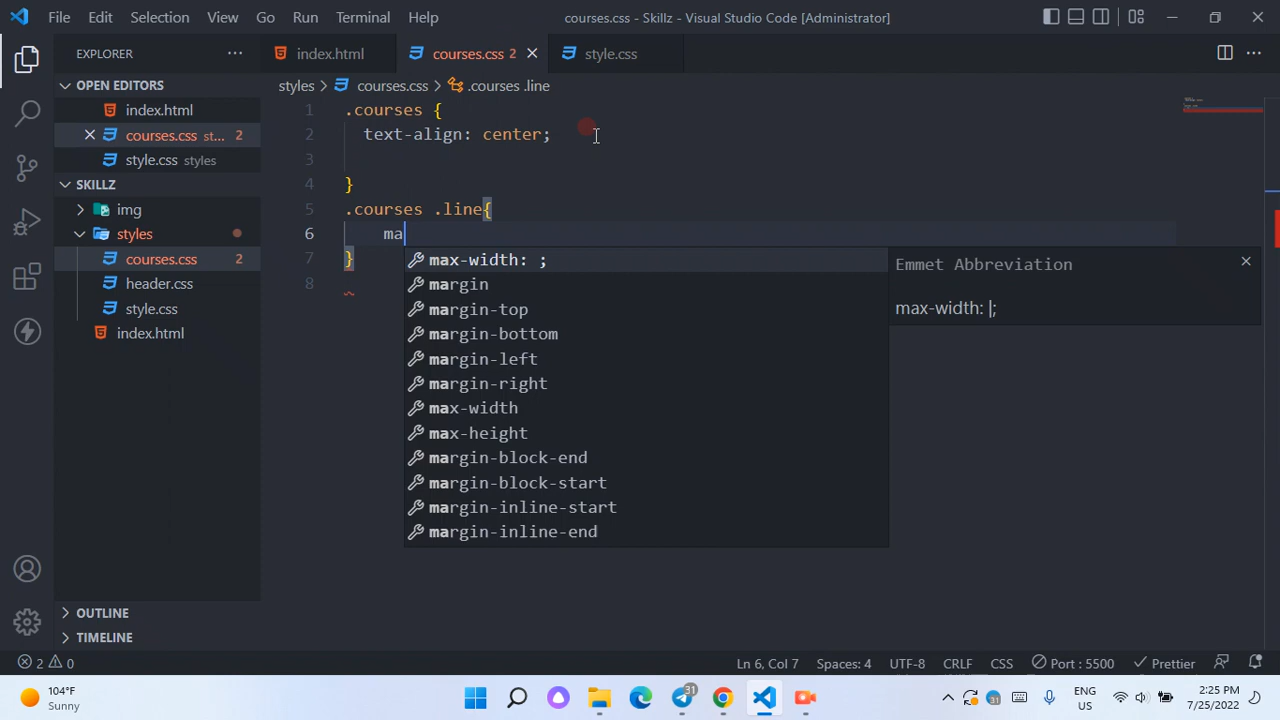 File Edit Selection View Go Run Terminal Help
courses.css - Skillz - Visual Studio Code [Administrator]
EXPLORER
index.html
courses.css 2
style.css
OPEN EDITORS
styles > courses.css > .courses .line
index.html
courses.css st... 2
style.css styles
SKILLZ
img
styles
courses.css 2
header.css
style.css
index.html
OUTLINE
TIMELINE
1 .courses {
2 text-align: center;
3
4 }
5 .courses .line{
6 ma
7 }
8
max-width: ;
margin
margin-top
margin-bottom
margin-left
margin-right
max-width
max-height
margin-block-end
margin-block-start
margin-inline-start
margin-inline-end
Emmet Abbreviation
max-width: |;
2 0
Ln 6, Col 7 Spaces: 4 UTF-8 CRLF CSS Port : 5500 Prettier
104°F
Sunny
31
31
ENG
US
2:25 PM
7/25/2022